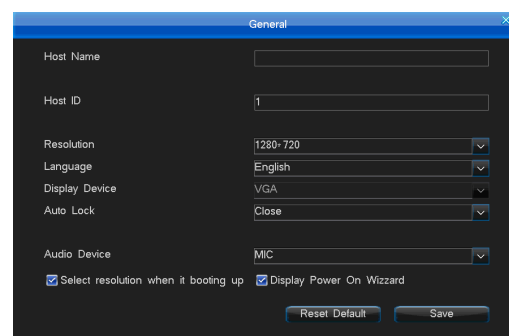 General
Host Name
Host ID 1
Resolution 1280*720
Language English
Display Device VGA
Auto Lock Close
Audio Device MIC
Select resolution when it booting up Display Power On Wizzard
Reset Default Save